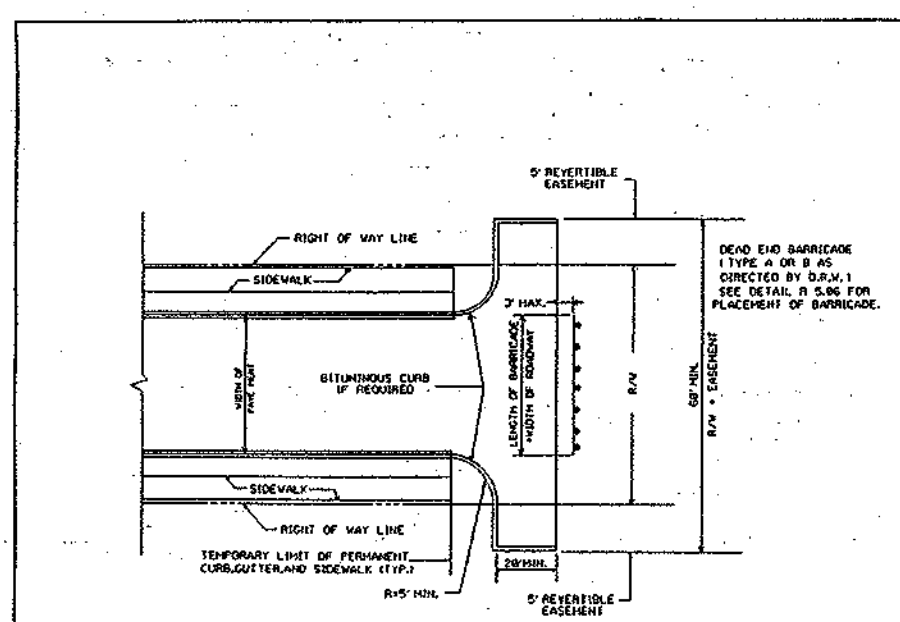 5' REVERTIBLE
EASEMENT
RIGHT OF WAY LINE
SIDEWALK
DEAD END BARRICADE
(TYPE A OR B AS
DIRECTED BY D.R.W.)
SEE DETAIL R 5.06 FOR
PLACEMENT OF BARRICADE.
3' MAX.
WIDTH OF
PAVEMENT
BITUMINOUS CURB
IF REQUIRED
LENGTH OF BARRICADE
=WIDTH OF ROADWAY
R/W
60' MIN.
R/W + EASEMENT
SIDEWALK
RIGHT OF WAY LINE
TEMPORARY LIMIT OF PERMANENT
CURB,GUTTER,AND SIDEWALK (TYP.)
R=5' MIN.
20'MIN.
5' REVERTIBLE
EASEMENT